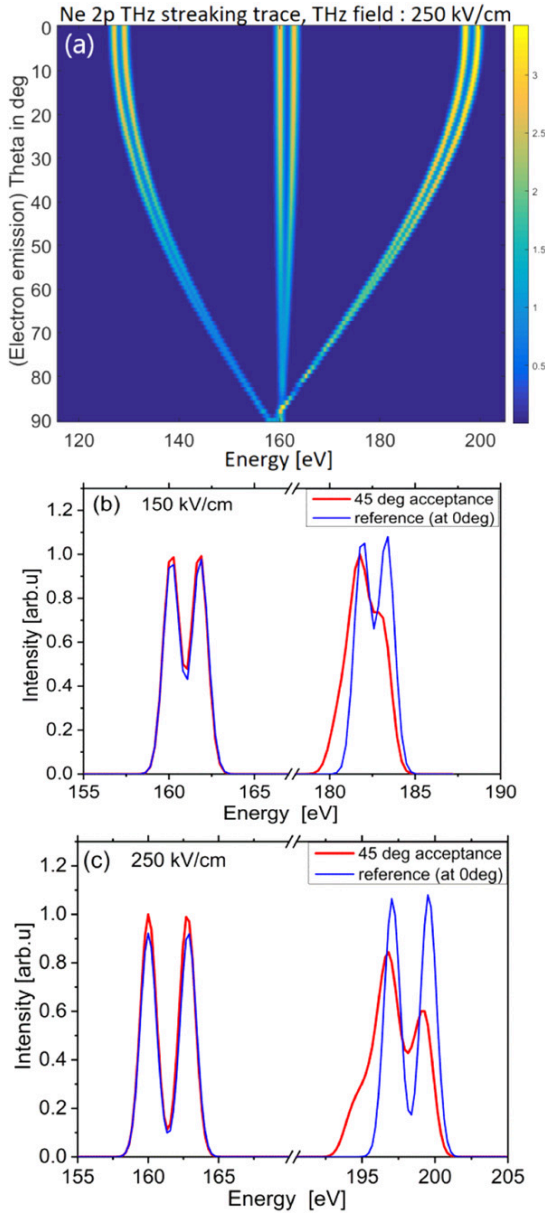 Ne 2p THz streaking trace, THz field : 250 kV/cm
(a)
(Electron emission) Theta in deg
0
10
20
30
40
50
60
70
80
90
120 140 160 180 200
Energy [eV]
3
2.5
2
1.5
1
0.5
(b) 150 kV/cm
45 deg acceptance
reference (at 0deg)
Intensity [arb.u]
1.2
1.0
0.8
0.6
0.4
0.2
0.0
155 160 165 180 185 190
Energy [eV]
(c) 250 kV/cm
45 deg acceptance
reference (at 0deg)
Intensity [arb.u]
1.2
1.0
0.8
0.6
0.4
0.2
0.0
155 160 165 195 200 205
Energy [eV]